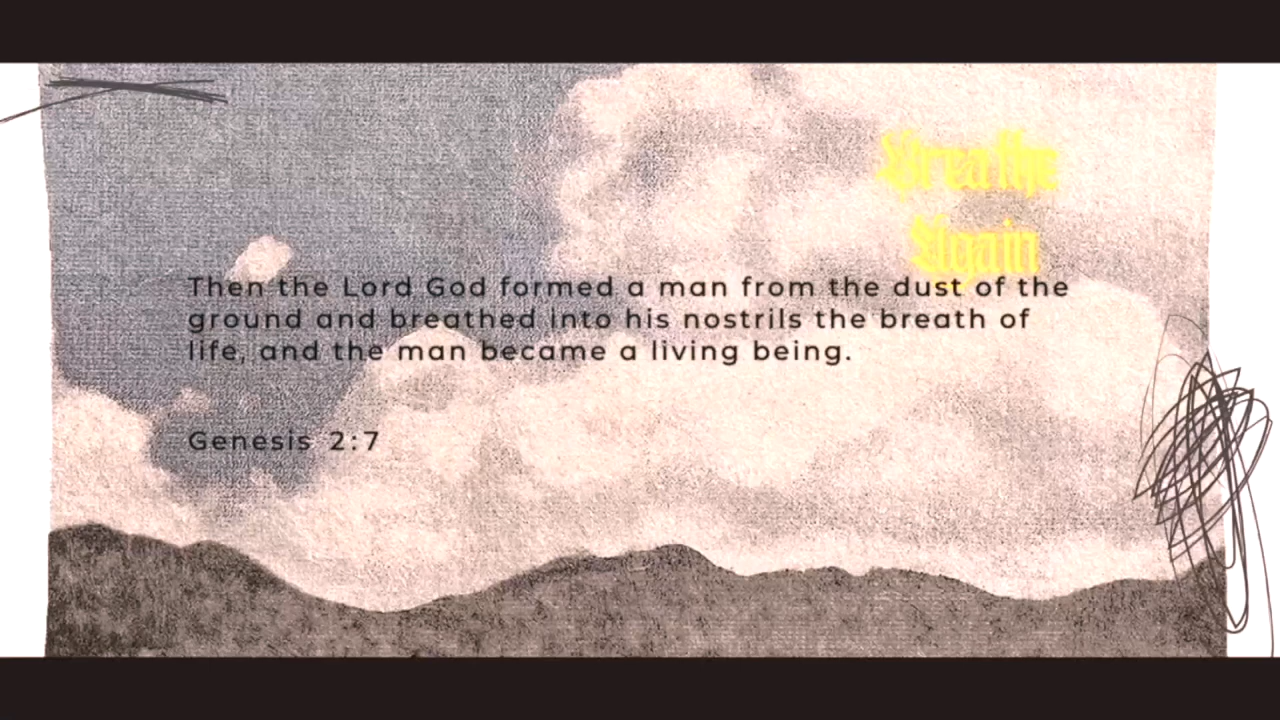 Breathe
Again
Then the Lord God formed a man from the dust of the
ground and breathed into his nostrils the breath of
life, and the man became a living being.
Genesis 2:7